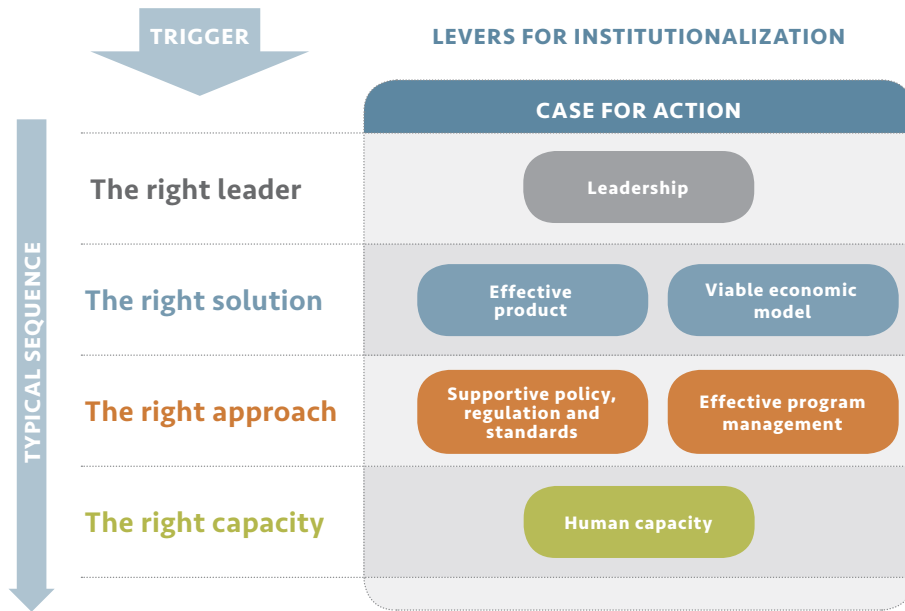 TRIGGER
LEVERS FOR INSTITUTIONALIZATION
CASE FOR ACTION
TYPICAL SEQUENCE
The right leader
Leadership
The right solution
Effective
product
Viable economic
model
The right approach
Supportive policy,
regulation and
standards
Effective program
management
The right capacity
Human capacity